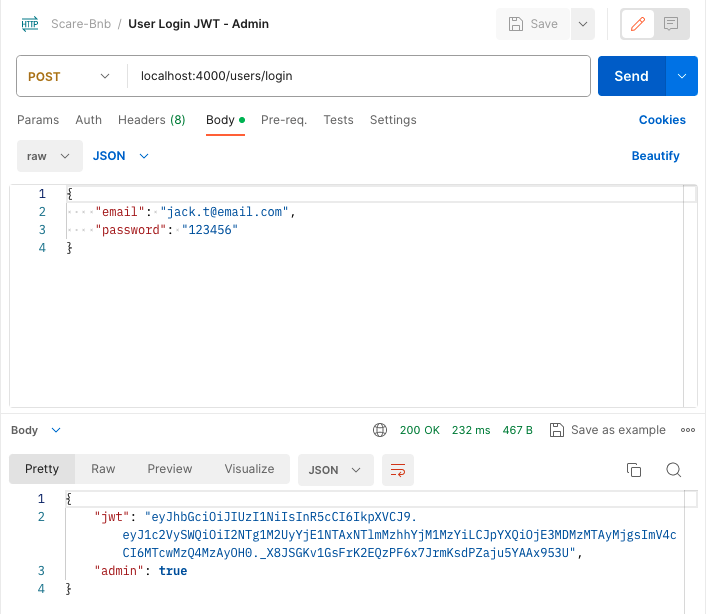 HTTP Scare-Bnb / User Login JWT - Admin Save
POST localhost:4000/users/login Send
Params Auth Headers (8) Body Pre-req. Tests Settings Cookies
raw JSON Beautify
1 {
2 "email": "jack.t@email.com",
3 "password": "123456"
4 }
Body 200 OK 232 ms 467 B Save as example
Pretty Raw Preview Visualize JSON
1 {
2 "jwt": "eyJhbGciOiJIUzI1NiIsInR5cCI6IkpXVCJ9.
eyJ1c2VySWQiOiI2NTg1M2UyYjE1NTAxNTlmMzhhYjM1MzYiLCJpYXQiOjE3MDMzMTAyMjgsImV4c
CI6MTcwMzQ4MzAyOH0._X8JSGKv1GsFrK2EQzPF6x7JrmKsdPZaju5YAAx953U",
3 "admin": true
4 }